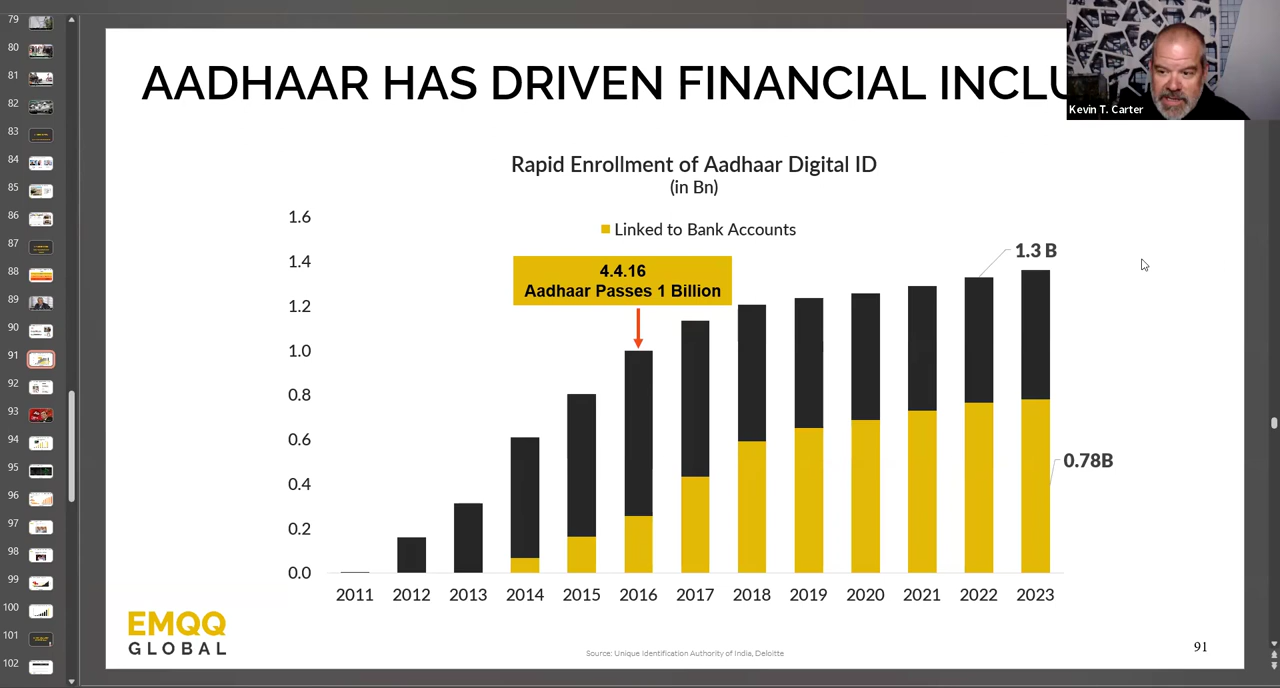 AADHAAR HAS DRIVEN FINANCIAL INCLU
Kevin T. Carter
Rapid Enrollment of Aadhaar Digital ID
(in Bn)
Linked to Bank Accounts
4.4.16
Aadhaar Passes 1 Billion
1.3 B
0.78B
1.6
1.4
1.2
1.0
0.8
0.6
0.4
0.2
0.0
2011 2012 2013 2014 2015 2016 2017 2018 2019 2020 2021 2022 2023
EMQQ
GLOBAL
Source: Unique Identification Authority of India, Deloitte
91
79
80
81
82
83
84
85
86
87
88
89
90
91
92
93
94
95
96
97
98
99
100
101
102